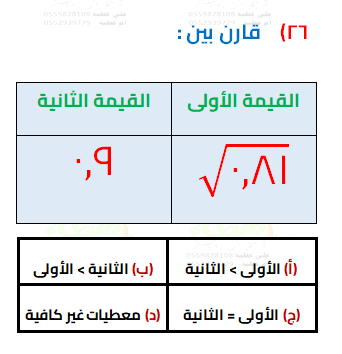 ٢٦) قارن بين :
القيمة الأولى القيمة الثانية
√٠,٨١ ٠,٩
(أ) الأولى > الثانية (ب) الثانية > الأولى
(ج) الأولى = الثانية (د) معطيات غير كافية